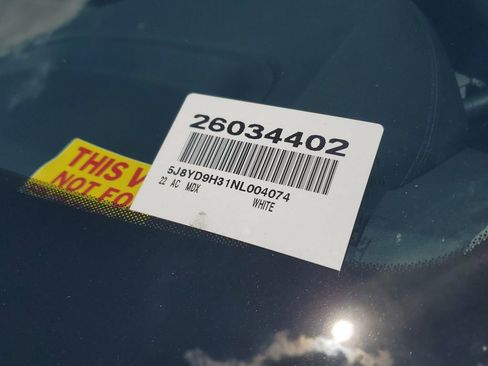 26034402
5J8YD9H31NL004074
22 AC MDX
WHITE
THIS
NOT FO